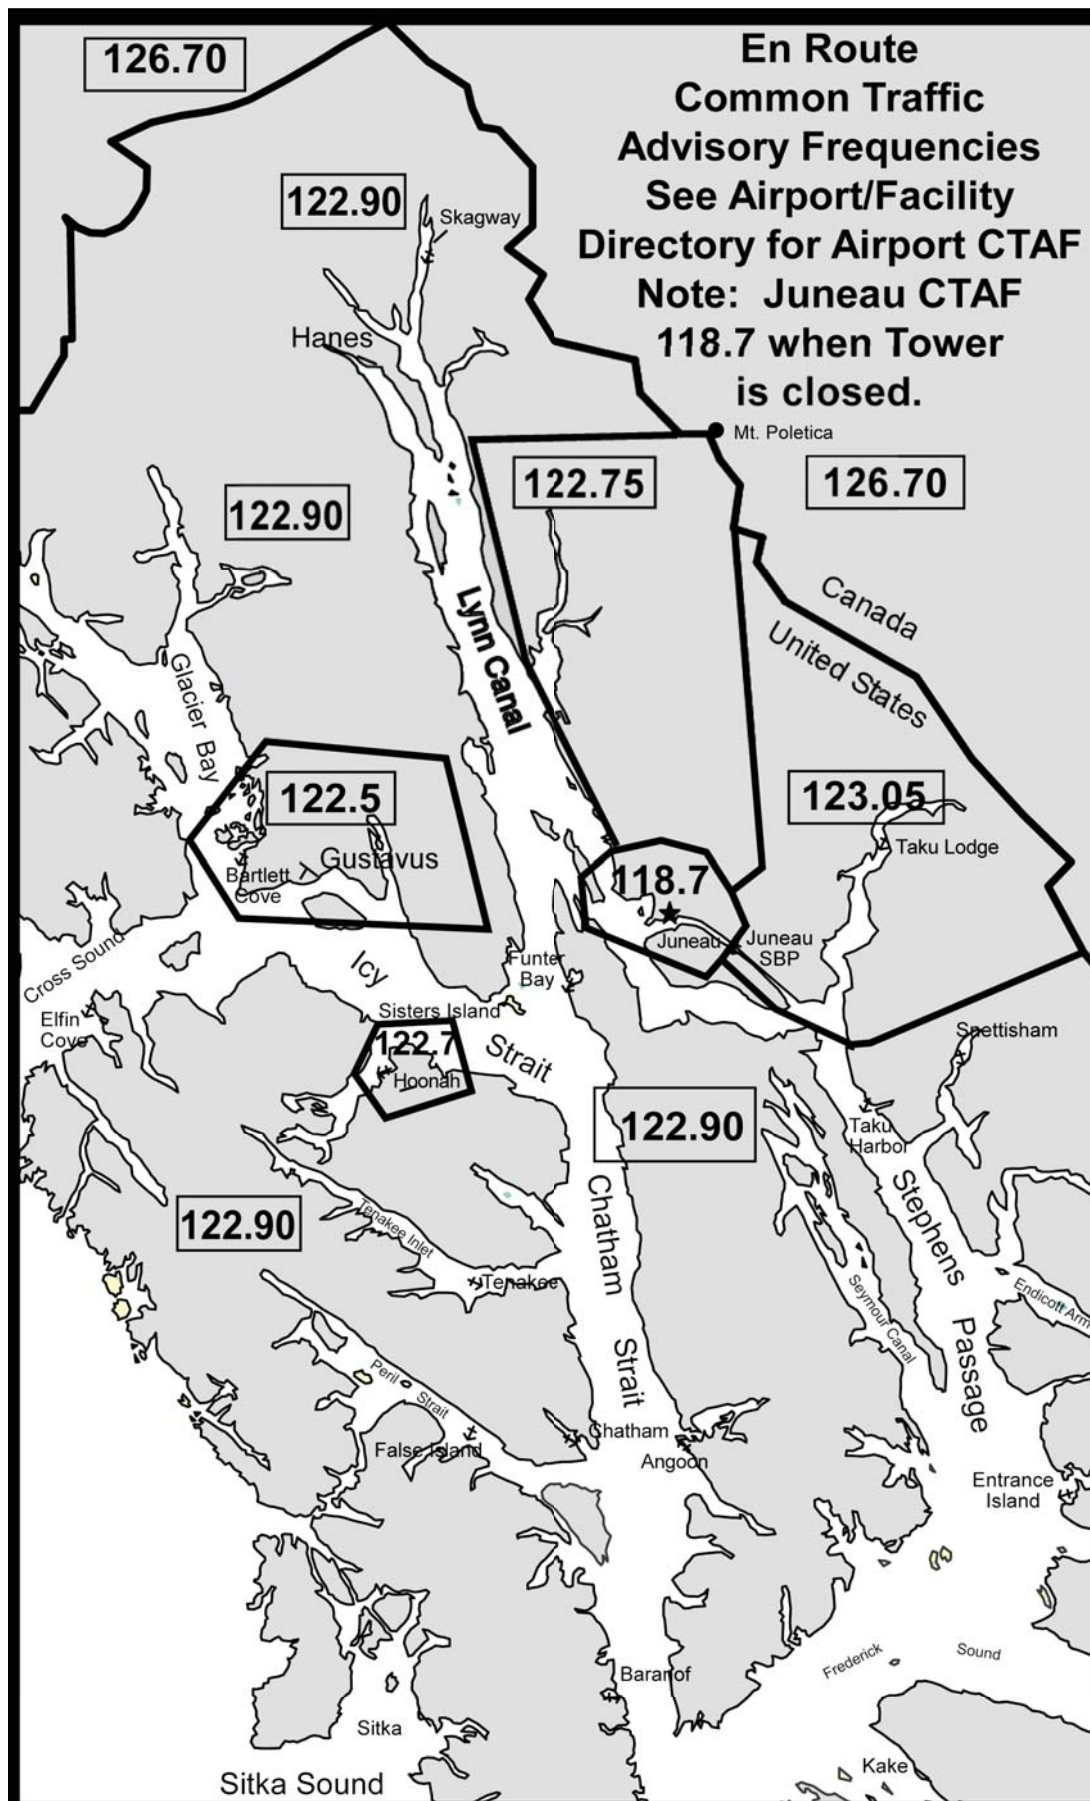 126.70
En Route
Common Traffic
Advisory Frequencies
See Airport/Facility
Directory for Airport CTAF
Note: Juneau CTAF
118.7 when Tower
is closed.
122.90
Skagway
Hanes
Mt. Poletica
122.75
126.70
122.90
Canada
United States
Lynn Canal
Glacier Bay
122.5
123.05
Gustavus
Taku Lodge
Bartlett
Cove
118.7
Juneau
Juneau
SBP
Cross Sound
Icy
Strait
Funter
Bay
Sisters Island
Elfin
Cove
122.7
Hoonah
Snettisham
122.90
Taku
Harbor
122.90
Tenakee Inlet
Tenakee
Chatham
Strait
Stephens
Passage
Seymour Canal
Endicott Arm
Peril
Strait
False Island
Chatham
Angoon
Entrance
Island
Baranof
Frederick
Sound
Sitka
Sitka Sound
Kake